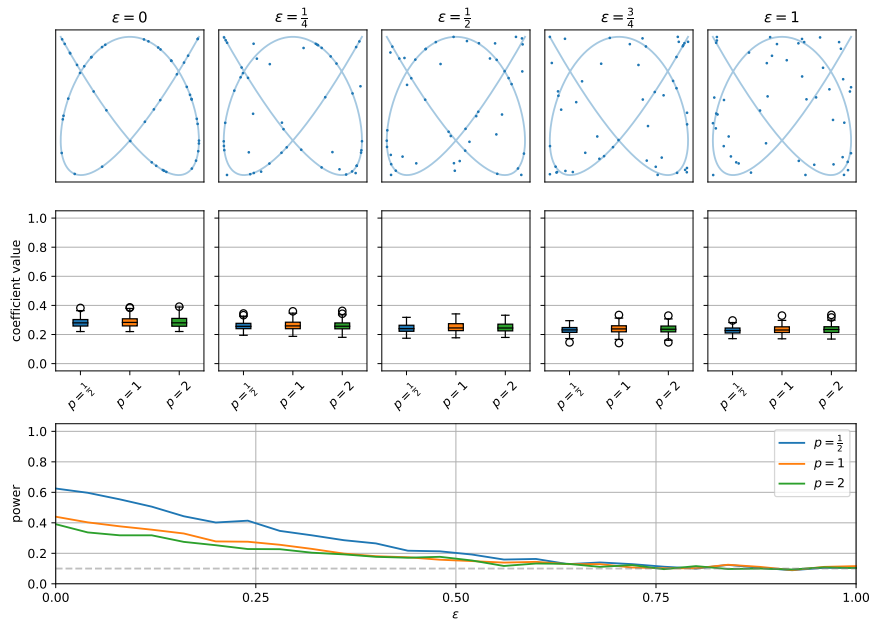 ε = 0 ε = 1/4 ε = 1/2 ε = 3/4 ε = 1
coefficient value
1.0
0.8
0.6
0.4
0.2
0.0
p = 1/2 p = 1 p = 2 p = 1/2 p = 1 p = 2 p = 1/2 p = 1 p = 2 p = 1/2 p = 1 p = 2 p = 1/2 p = 1 p = 2
power
1.0
0.8
0.6
0.4
0.2
0.0
p = 1/2
p = 1
p = 2
0.00 0.25 0.50 0.75 1.00
ε